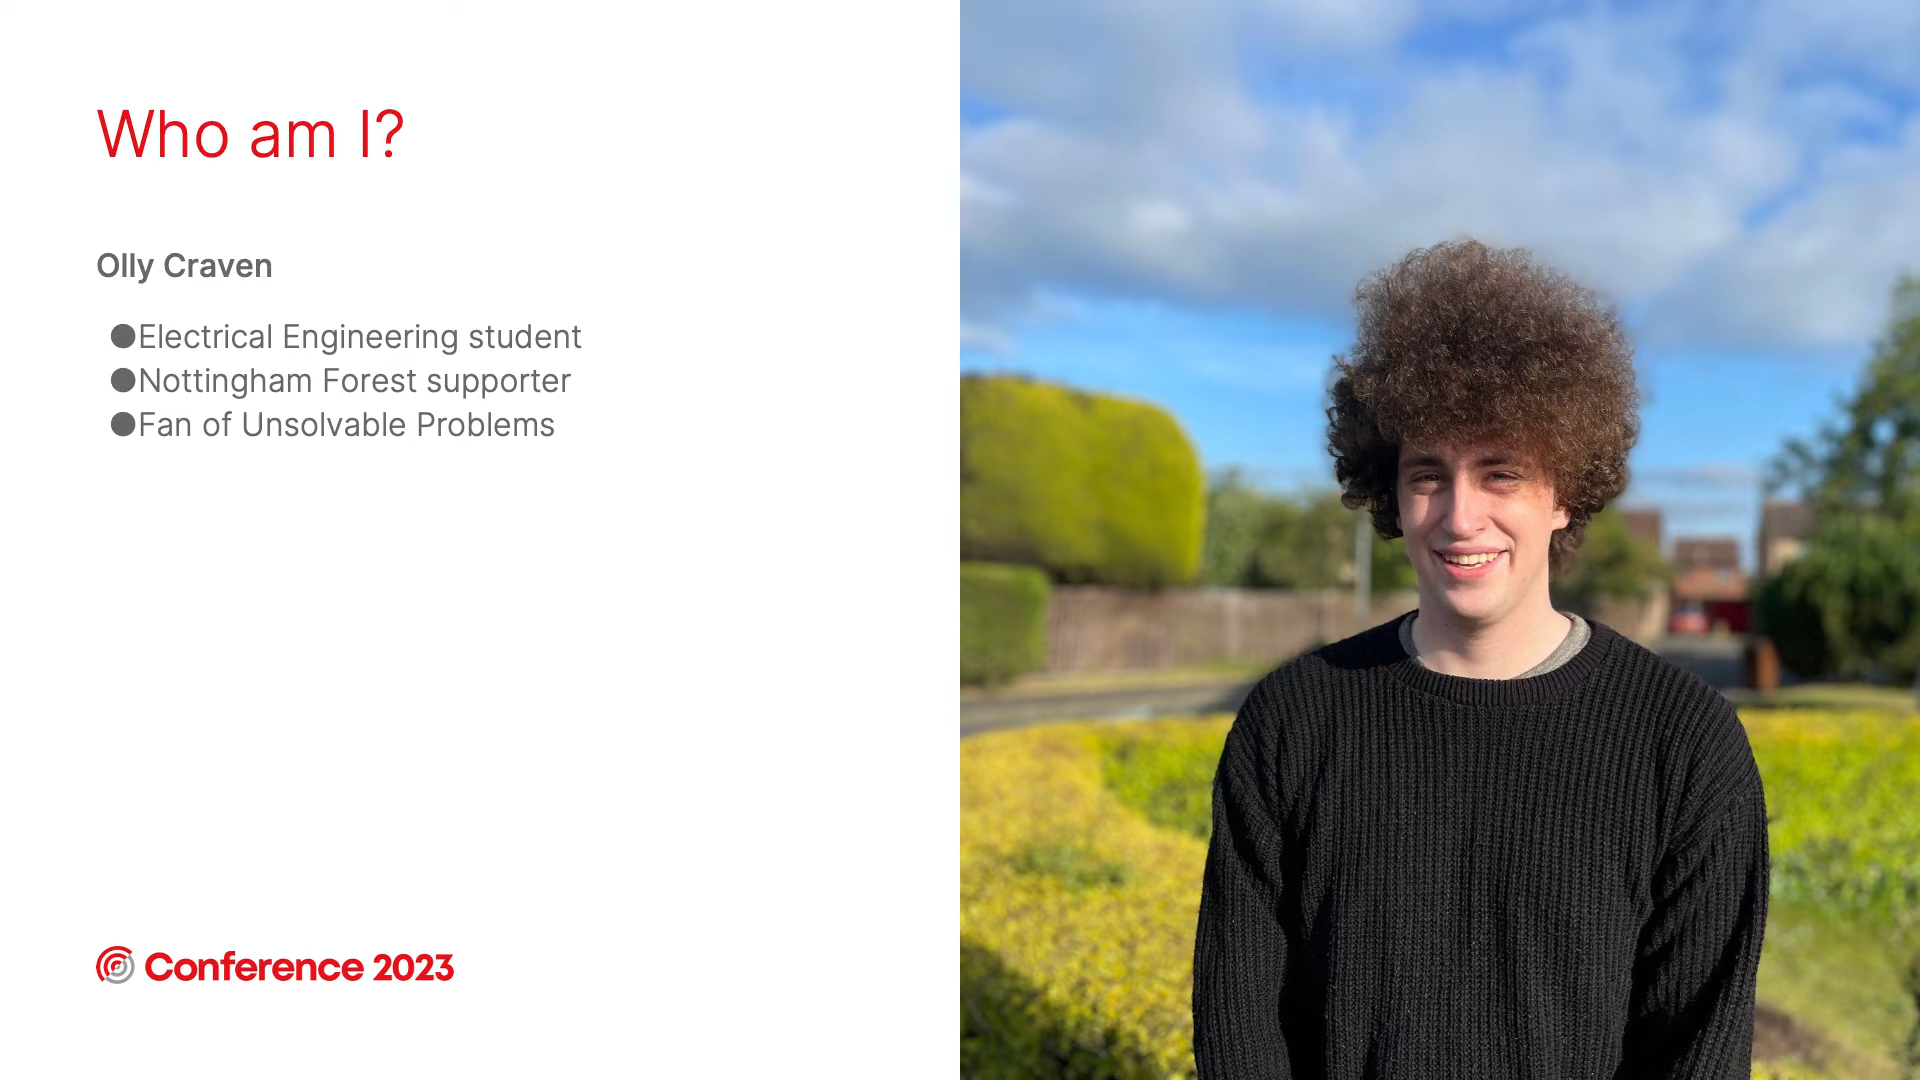 Who am I?
Olly Craven
●Electrical Engineering student
●Nottingham Forest supporter
●Fan of Unsolvable Problems
Conference 2023